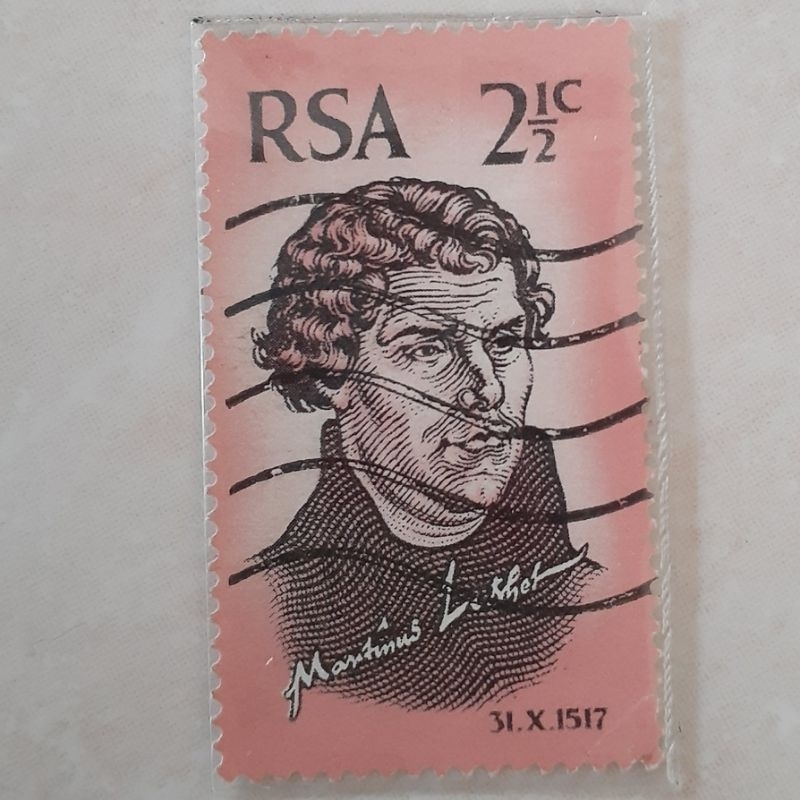 RSA 2½c
Martinus Luther
31.X.1517